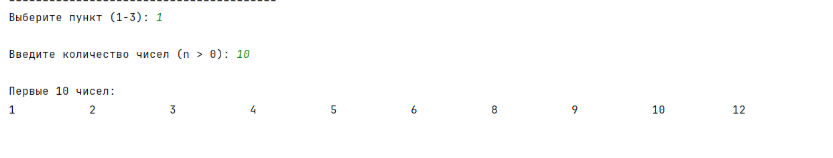 Выберите пункт (1-3): 1
Введите количество чисел (n > 0): 10
Первые 10 чисел:
1 2 3 4 5 6 8 9 10 12